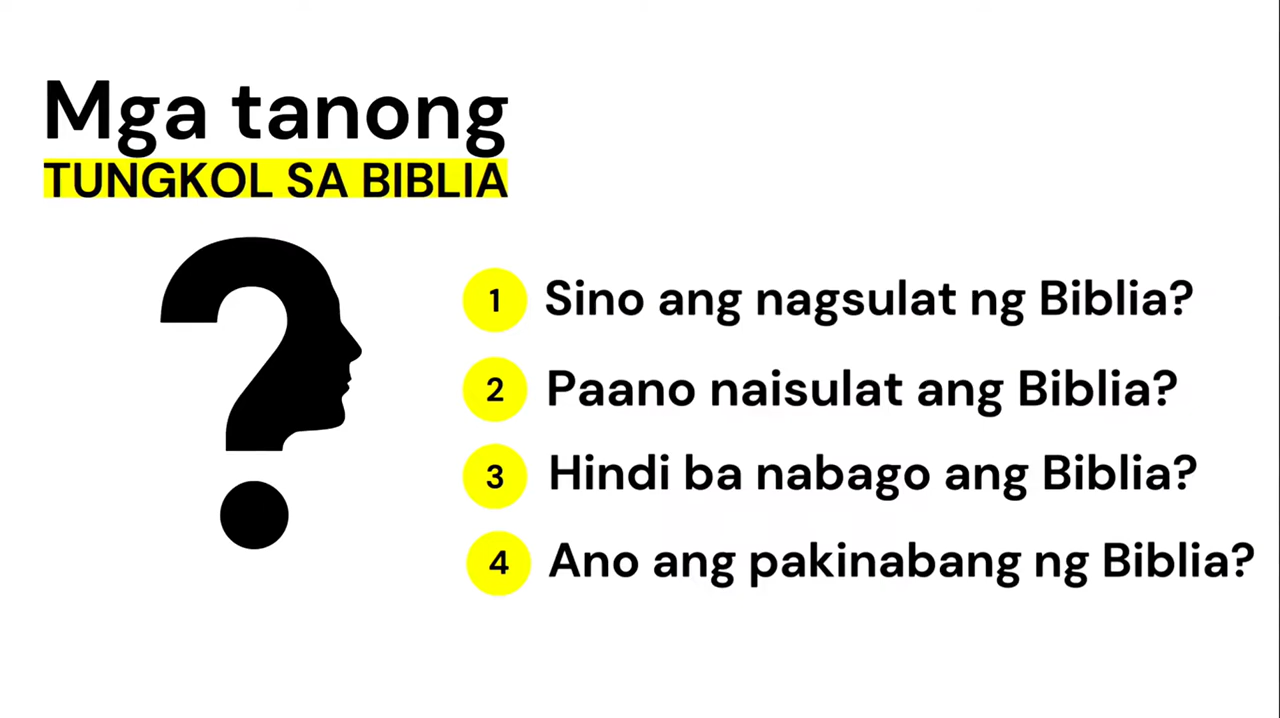 Mga tanong
TUNGKOL SA BIBLIA
1 Sino ang nagsulat ng Biblia?
2 Paano naisulat ang Biblia?
3 Hindi ba nabago ang Biblia?
4 Ano ang pakinabang ng Biblia?